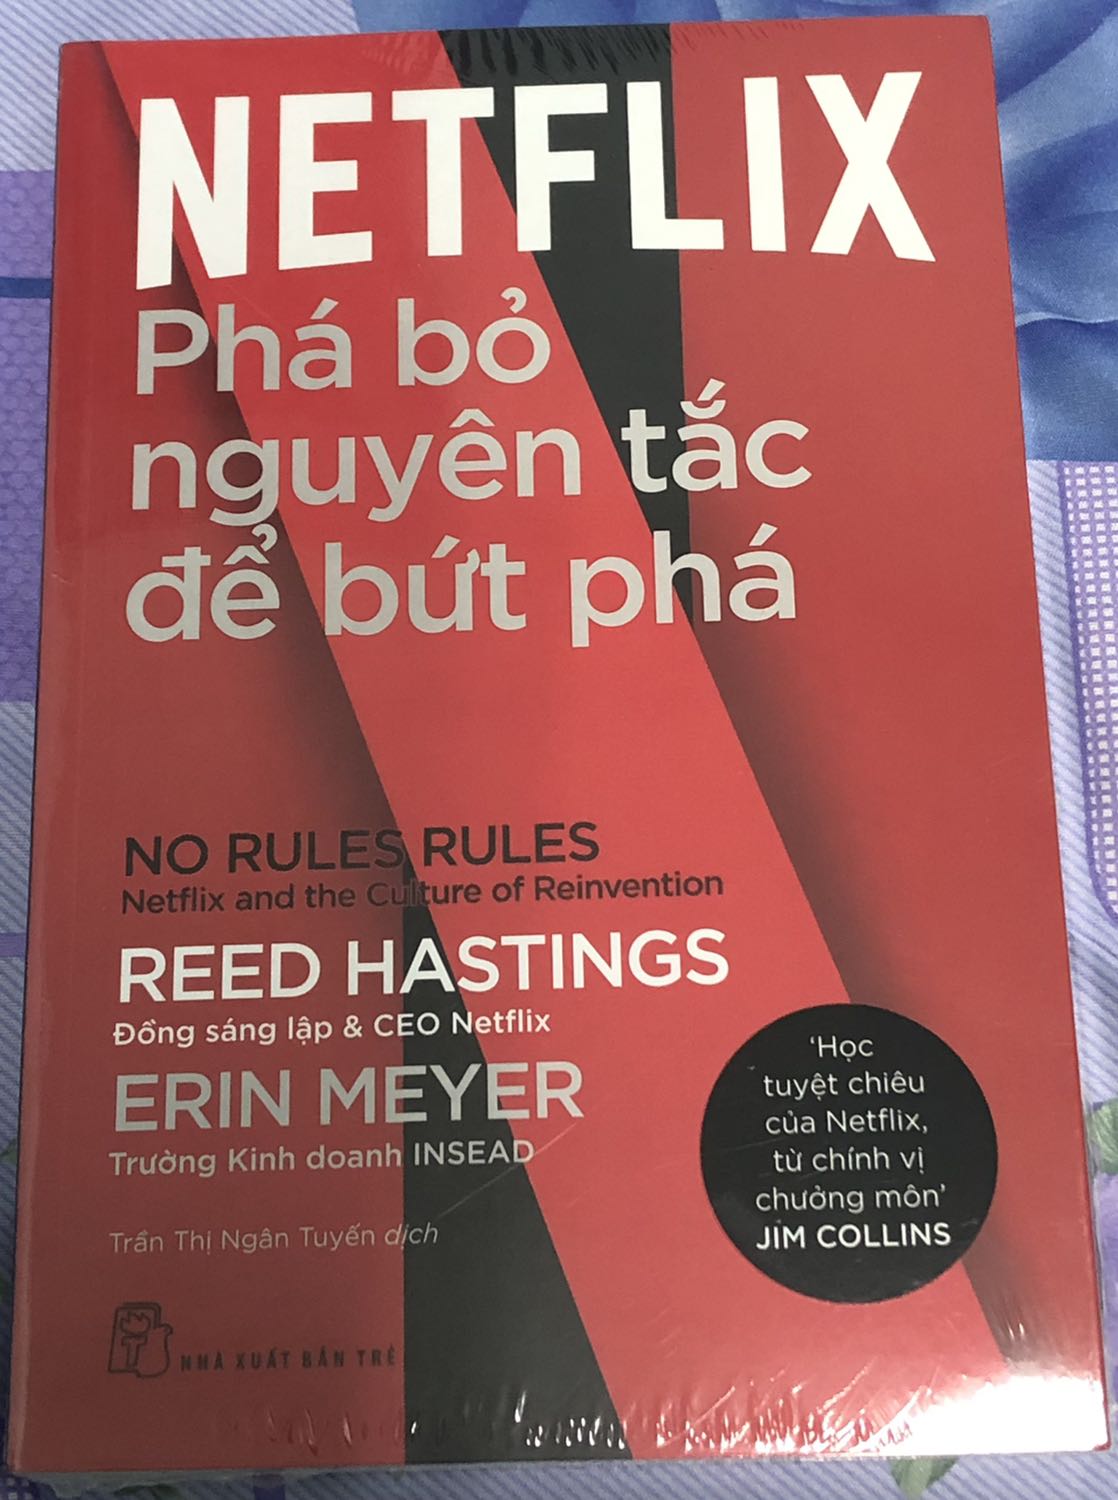 NETFLIX
Phá bỏ
nguyên tắc
để bứt phá
NO RULES RULES
Netflix and the Culture of Reinvention
REED HASTINGS
Đồng sáng lập & CEO Netflix
ERIN MEYER
Trường Kinh doanh INSEAD
Trần Thị Ngân Tuyến dịch
NHÀ XUẤT BẢN TRẺ
‘Học
tuyệt chiêu
của Netflix,
từ chính vị
chưởng môn’
JIM COLLINS